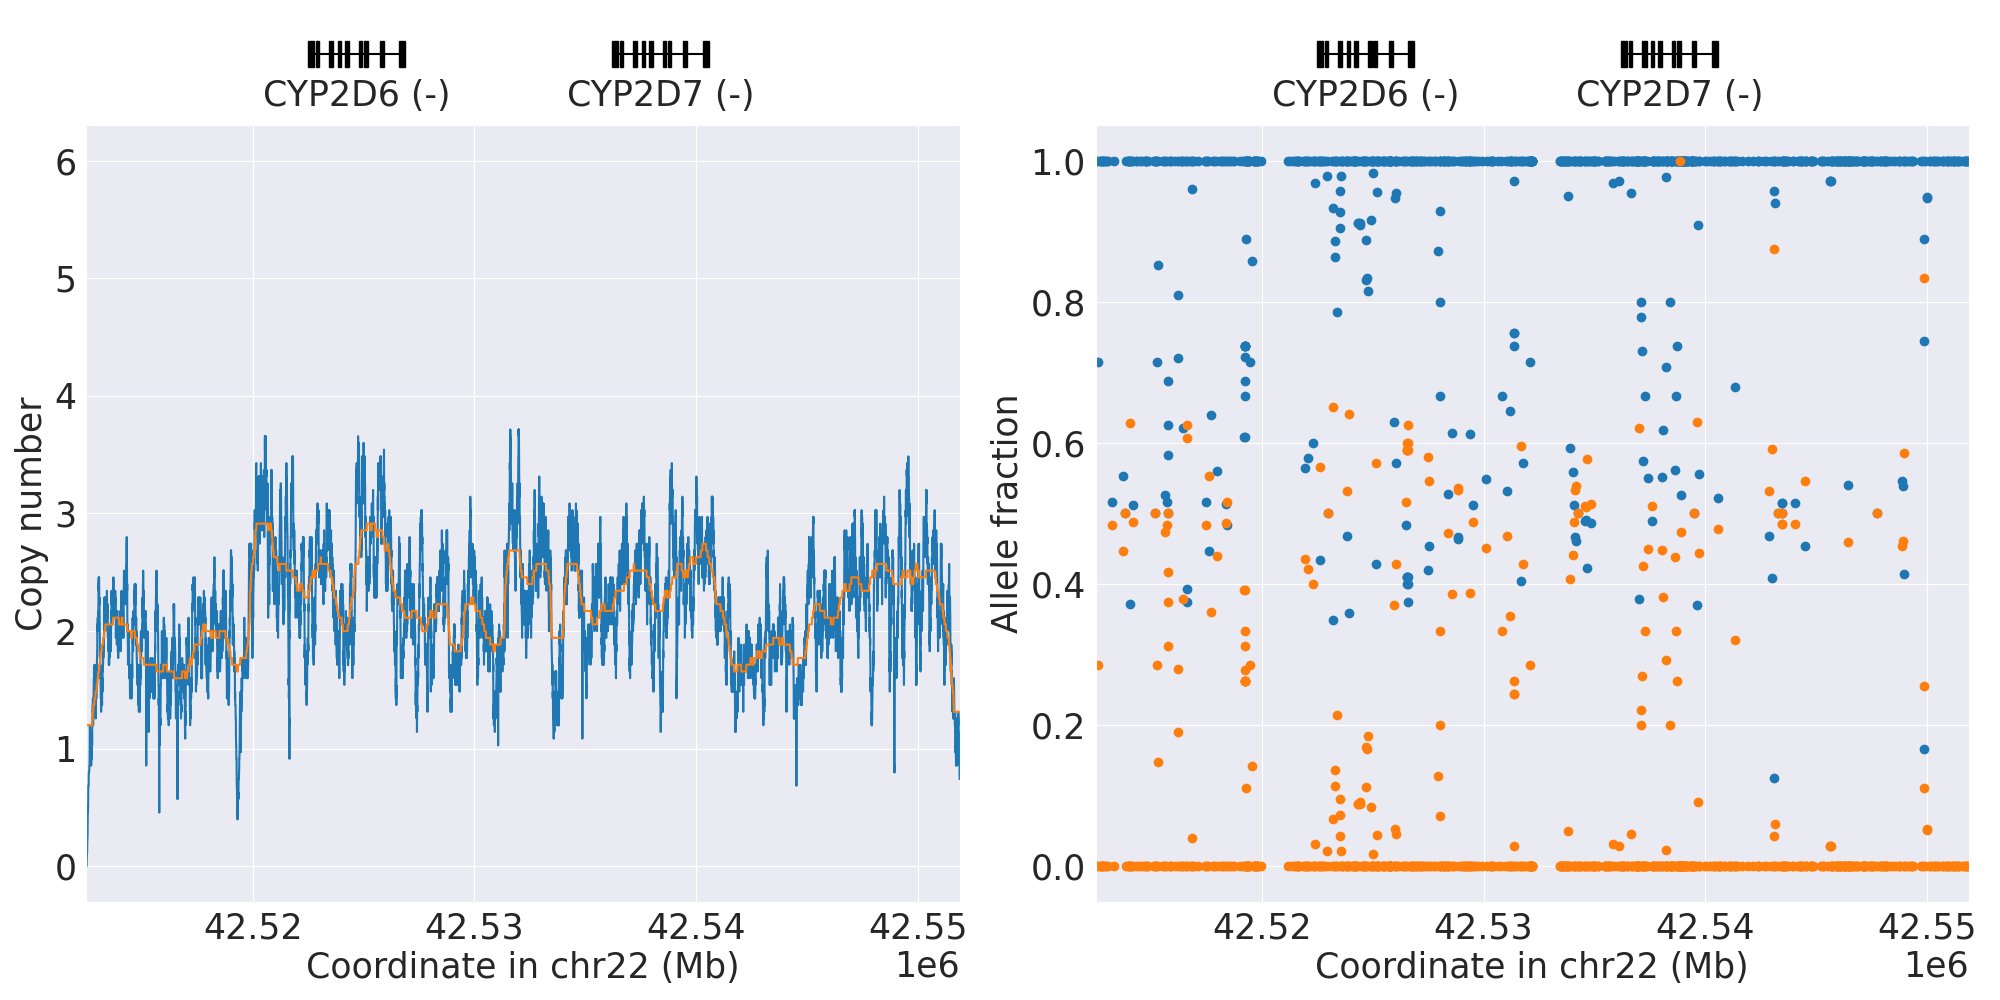 CYP2D6 (-)
CYP2D7 (-)
CYP2D6 (-)
CYP2D7 (-)
6
5
4
3
2
1
0
Copy number
42.52
42.53
42.54
42.55
Coordinate in chr22 (Mb)
1e6
1.0
0.8
0.6
0.4
0.2
0.0
Allele fraction
42.52
42.53
42.54
42.55
Coordinate in chr22 (Mb)
1e6